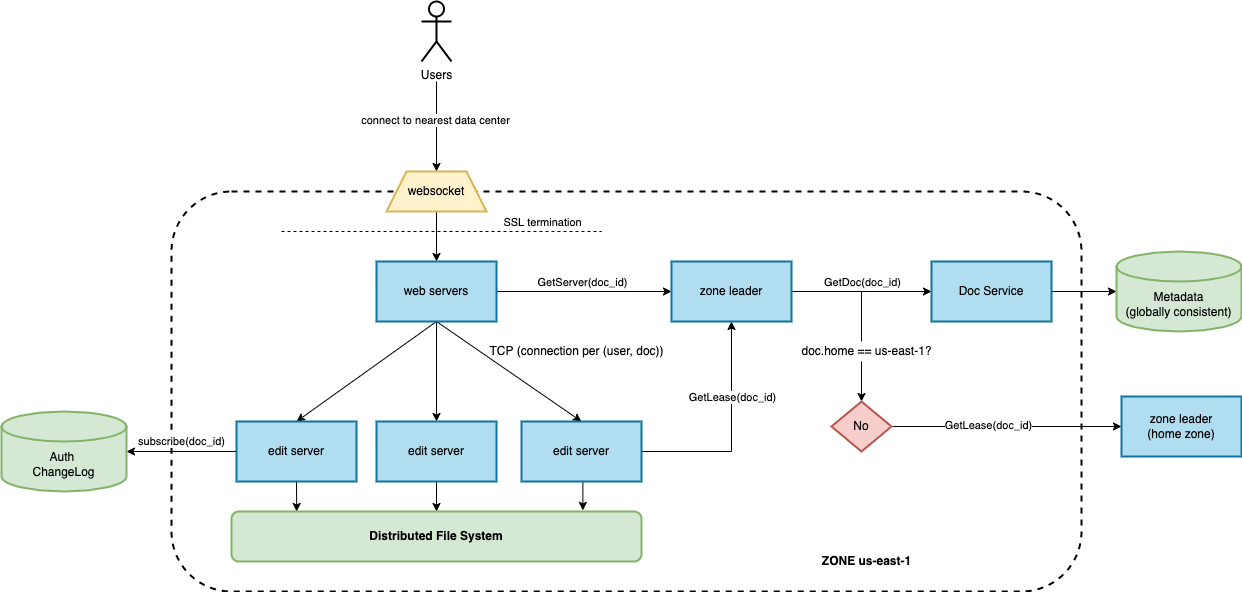 Users
connect to nearest data center
websocket
SSL termination
web servers
GetServer(doc_id)
zone leader
GetDoc(doc_id)
Doc Service
Metadata
(globally consistent)
TCP (connection per (user, doc))
doc.home == us-east-1?
GetLease(doc_id)
No
GetLease(doc_id)
zone leader
(home zone)
Auth
ChangeLog
subscribe(doc_id)
edit server
edit server
edit server
Distributed File System
ZONE us-east-1